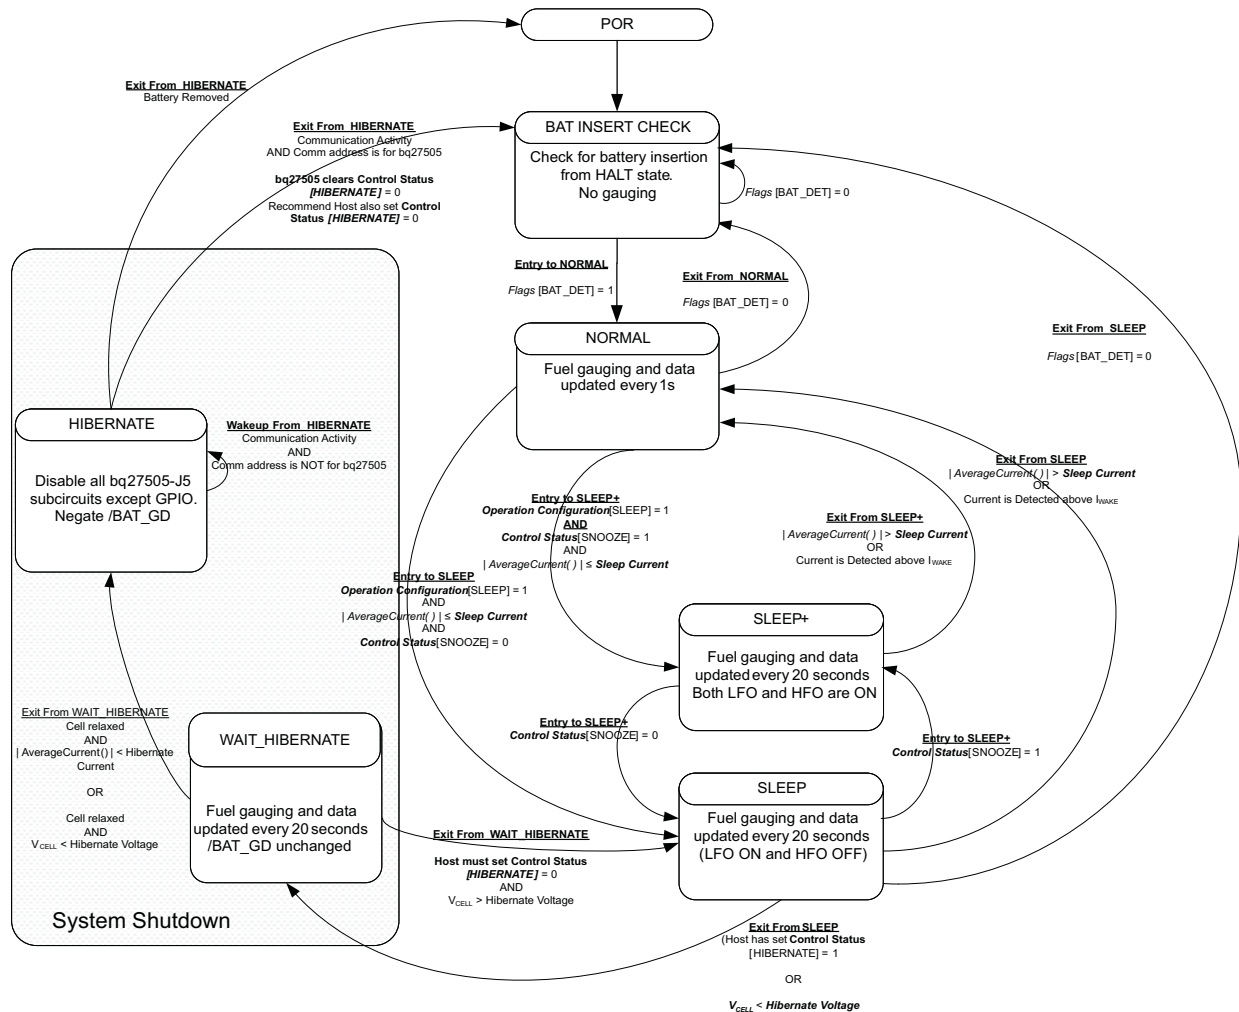 POR
Exit From HIBERNATE
Battery Removed
Exit From HIBERNATE
Communication Activity
AND Comm address is for bq27505
bq27505 clears Control Status
[HIBERNATE] = 0
Recommend Host also set Control
Status [HIBERNATE] = 0
BAT INSERT CHECK
Check for battery insertion
from HALT state.
No gauging
Flags [BAT_DET] = 0
Entry to NORMAL
Flags [BAT_DET] = 1
Exit From NORMAL
Flags [BAT_DET] = 0
Exit From SLEEP
Flags [BAT_DET] = 0
NORMAL
Fuel gauging and data
updated every 1s
HIBERNATE
Disable all bq27505-J5
subcircuits except GPIO.
Negate /BAT_GD
Wakeup From HIBERNATE
Communication Activity
AND
Comm address is NOT for bq27505
Exit From SLEEP
| AverageCurrent( ) | > Sleep Current
OR
Current is Detected above IWAKE
Entry to SLEEP+
Operation Configuration[SLEEP] = 1
AND
Control Status[SNOOZE] = 1
AND
| AverageCurrent( ) | ≤ Sleep Current
Exit From SLEEP+
| AverageCurrent( ) | > Sleep Current
OR
Current is Detected above IWAKE
Entry to SLEEP
Operation Configuration[SLEEP] = 1
AND
| AverageCurrent( ) | ≤ Sleep Current
AND
Control Status[SNOOZE] = 0
SLEEP+
Fuel gauging and data
updated every 20 seconds
Both LFO and HFO are ON
Exit From WAIT_HIBERNATE
Cell relaxed
AND
| AverageCurrent() | < Hibernate
Current
OR
Cell relaxed
AND
VCELL < Hibernate Voltage
WAIT_HIBERNATE
Fuel gauging and data
updated every 20 seconds
/BAT_GD unchanged
Entry to SLEEP+
Control Status[SNOOZE] = 0
Entry to SLEEP+
Control Status[SNOOZE] = 1
SLEEP
Fuel gauging and data
updated every 20 seconds
(LFO ON and HFO OFF)
Exit From WAIT_HIBERNATE
Host must set Control Status
[HIBERNATE] = 0
AND
VCELL > Hibernate Voltage
System Shutdown
Exit From SLEEP
(Host has set Control Status
[HIBERNATE] = 1
OR
VCELL < Hibernate Voltage